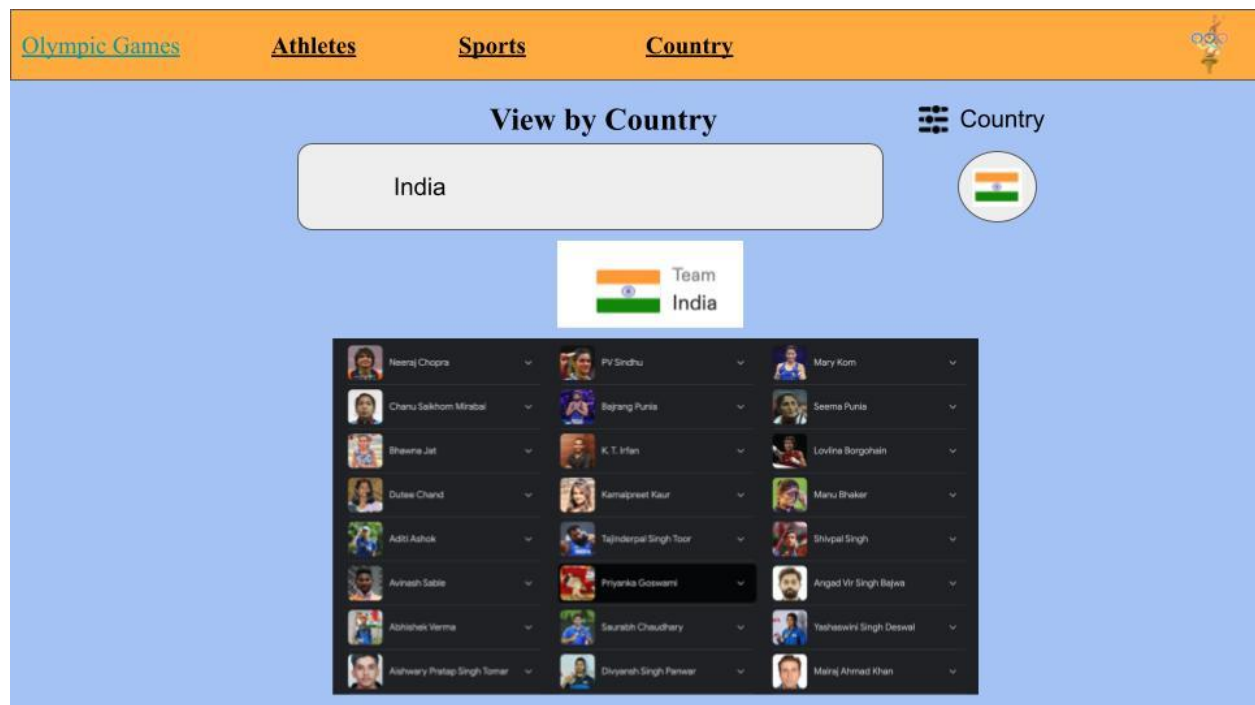 Olympic Games Athletes Sports Country
View by Country
Country
India
Team
India
Neeraj Chopra PV Sindhu Mary Kom
Chanu Saikhom Mirabai Bajrang Punia Seema Punia
Bhawna Jat K. T. Irfan Lovlina Borgohain
Dutee Chand Kamalpreet Kaur Manu Bhaker
Aditi Ashok Tajinderpal Singh Toor Shivpal Singh
Avinash Sable Priyanka Goswami Angad Vir Singh Bajwa
Abhishek Verma Saurabh Chaudhary Yashaswini Singh Deswal
Aishwary Pratap Singh Tomar Divyansh Singh Panwar Mairaj Ahmad Khan